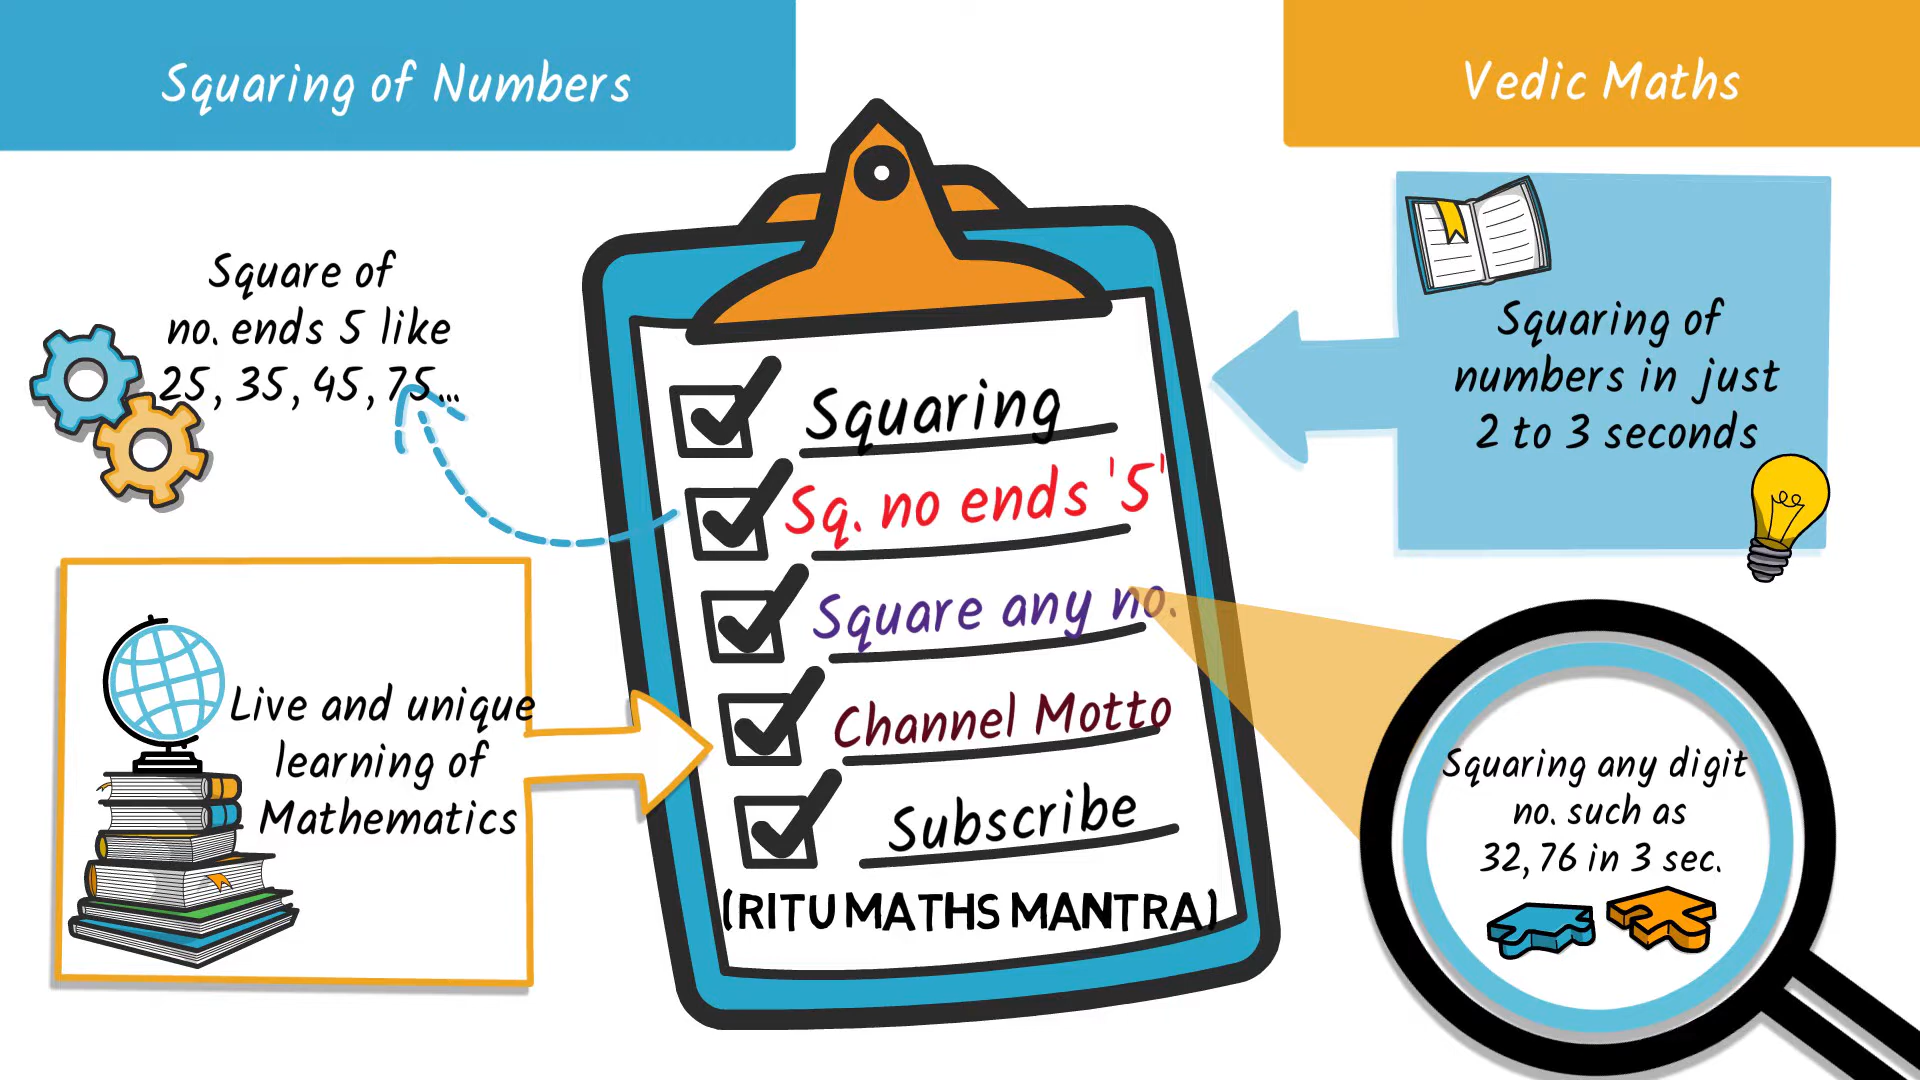 Squaring of Numbers
Vedic Maths
Square of
no. ends 5 like
25, 35, 45, 75...
Squaring of
numbers in just
2 to 3 seconds
Squaring
Sq. no ends '5'
Square any no.
Channel Motto
Subscribe
(RITU MATHS MANTRA)
Live and unique
learning of
Mathematics
Squaring any digit
no. such as
32, 76 in 3 sec.